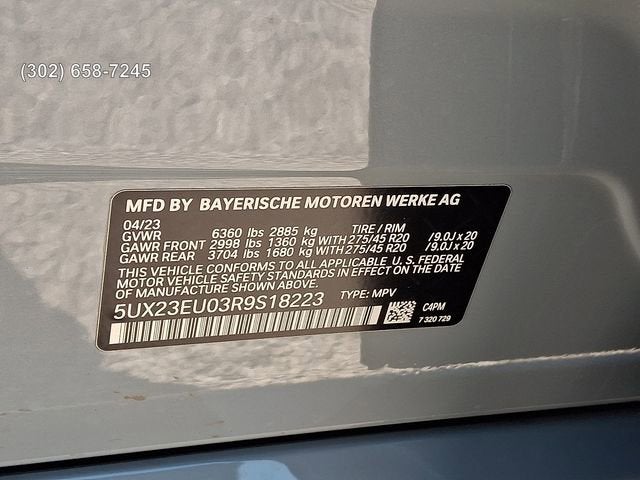 (302) 658-7245
MFD BY BAYERISCHE MOTOREN WERKE AG
04/23
GVWR 6360 lbs 2885 kg TIRE / RIM
GAWR FRONT 2998 lbs 1360 kg WITH 275/45 R20 /9.0J x 20
GAWR REAR 3704 lbs 1680 kg WITH 275/45 R20 /9.0J x 20
THIS VEHICLE CONFORMS TO ALL APPLICABLE U. S. FEDERAL
MOTOR VEHICLE SAFETY STANDARDS IN EFFECT ON THE DATE
OF MANUFACTURE SHOWN ABOVE.
5UX23EU03R9S18223 TYPE: MPV
C4PM
7 320 729